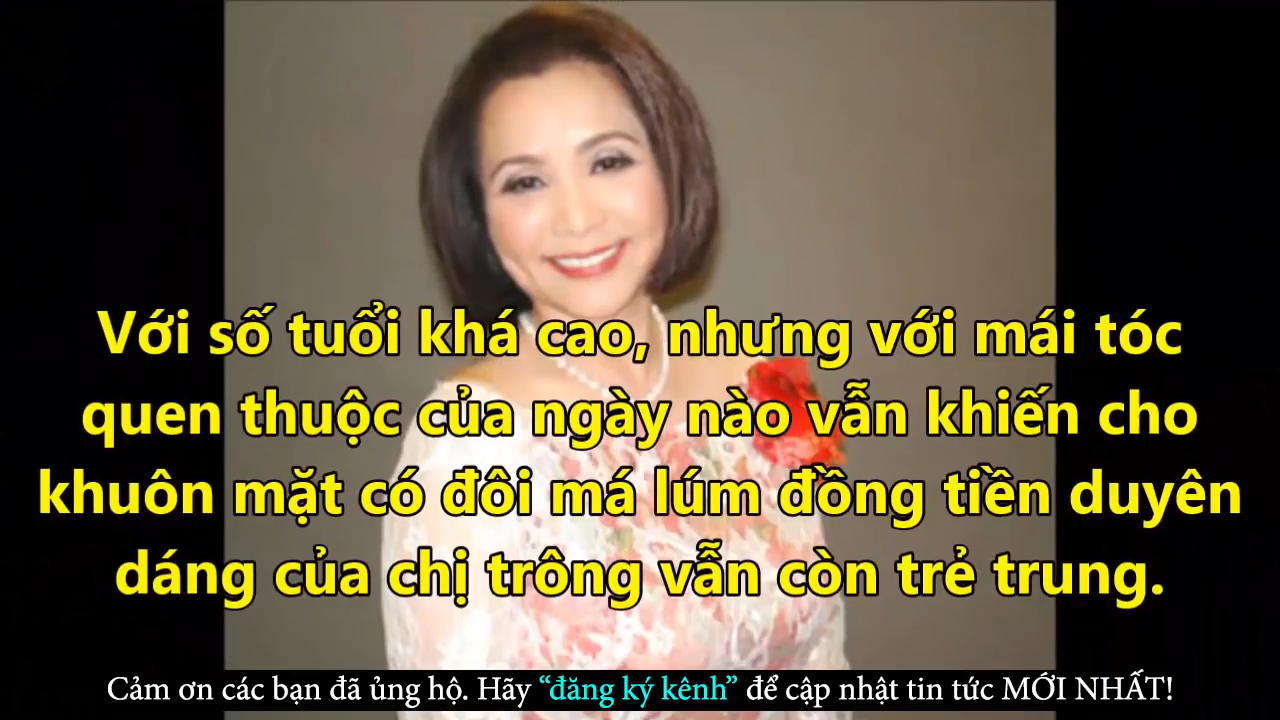 Với số tuổi khá cao, nhưng với mái tóc
quen thuộc của ngày nào vẫn khiến cho
khuôn mặt có đôi má lúm đồng tiền duyên
dáng của chị trông vẫn còn trẻ trung.
Cảm ơn các bạn đã ủng hộ. Hãy “đăng ký kênh” để cập nhật tin tức MỚI NHẤT!